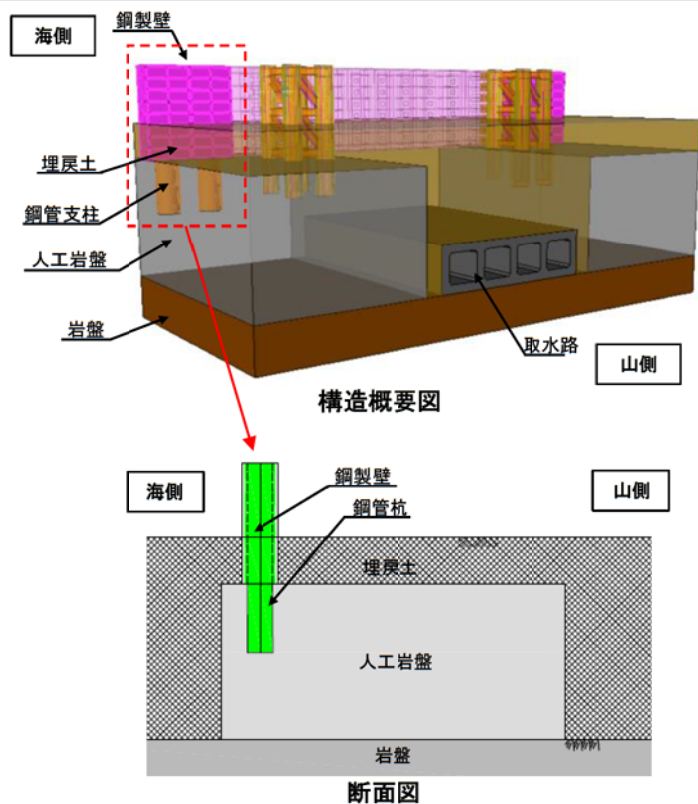 海側
鋼製壁
埋戻土
鋼管支柱
人工岩盤
岩盤
取水路
山側
構造概要図
海側
鋼製壁
鋼管杭
山側
埋戻土
人工岩盤
岩盤
断面図